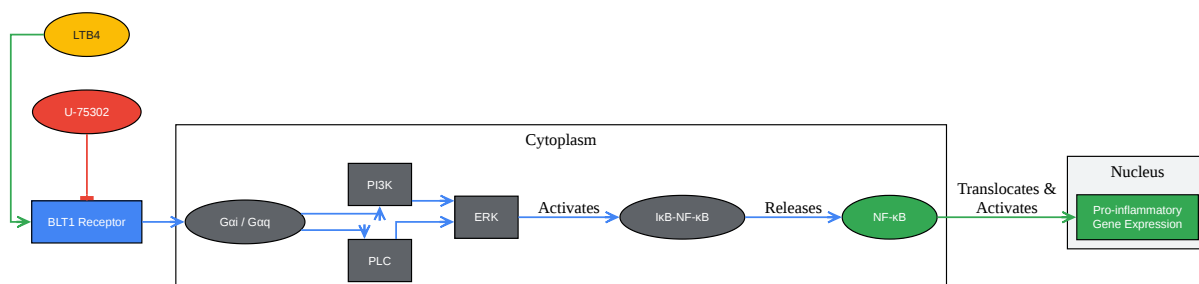 LTB4
U-75302
BLT1 Receptor
Cytoplasm
Gαi / Gαq
PI3K
PLC
ERK
Activates
IκB-NF-κB
Releases
NF-κB
Translocates &
Activates
Nucleus
Pro-inflammatory
Gene Expression